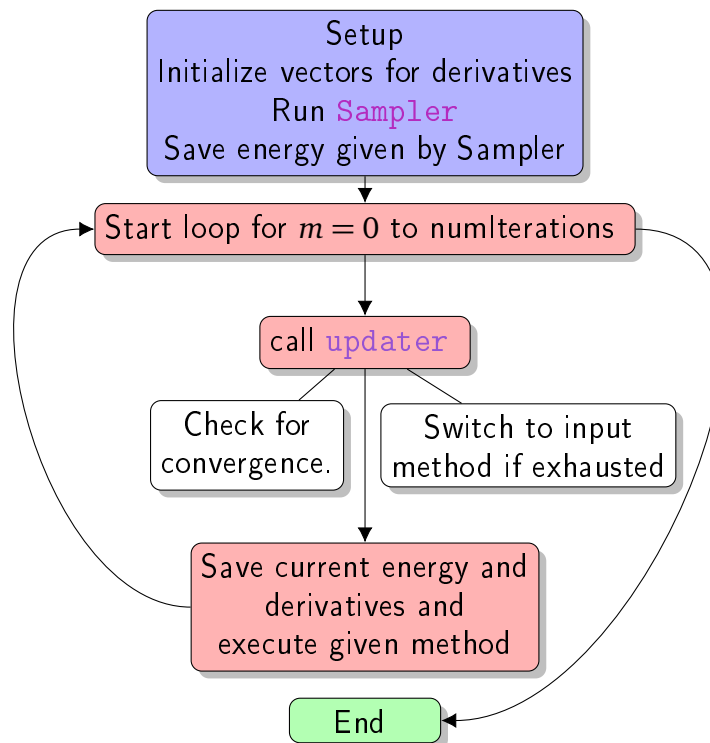 Setup
Initialize vectors for derivatives
Run Sampler
Save energy given by Sampler
Start loop for m = 0 to numIterations
call updater
Check for
convergence.
Switch to input
method if exhausted
Save current energy and
derivatives and
execute given method
End